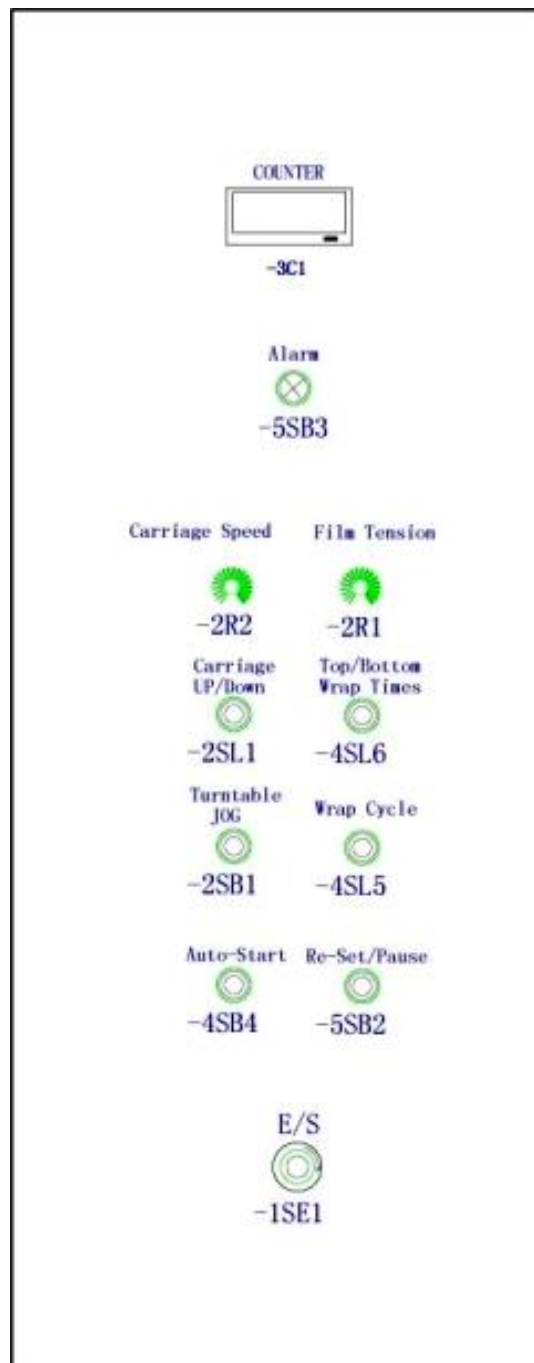 COUNTER
-3C1
Alarm
-5SB3
Carriage Speed Film Tension
-2R2 -2R1
Carriage Top/Bottom
UP/Down Wrap Times
-2SL1 -4SL6
Turntable
JOG Wrap Cycle
-2SB1 -4SL5
Auto-Start Re-Set/Pause
-4SB4 -5SB2
E/S
-1SE1